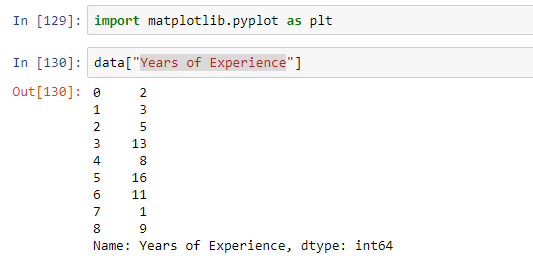 In [129]: import matplotlib.pyplot as plt
In [130]: data["Years of Experience"]
Out[130]: 0 2
1 3
2 5
3 13
4 8
5 16
6 11
7 1
8 9
Name: Years of Experience, dtype: int64